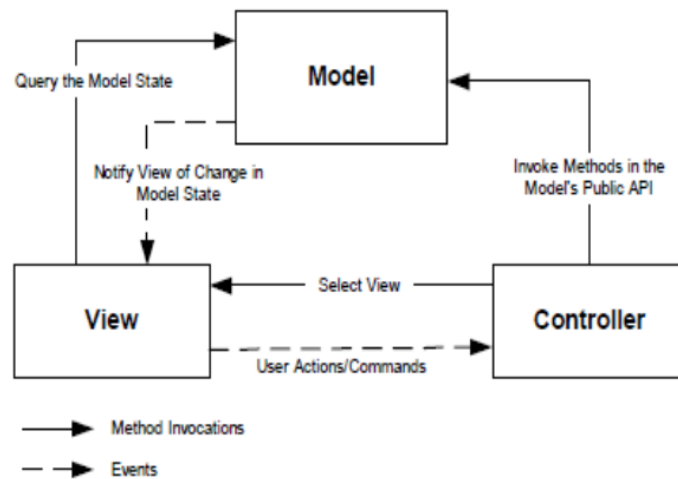 Model
Query the Model State
Notify View of Change in
Model State
Invoke Methods in the
Model's Public API
View
Select View
Controller
User Actions/Commands
Method Invocations
Events